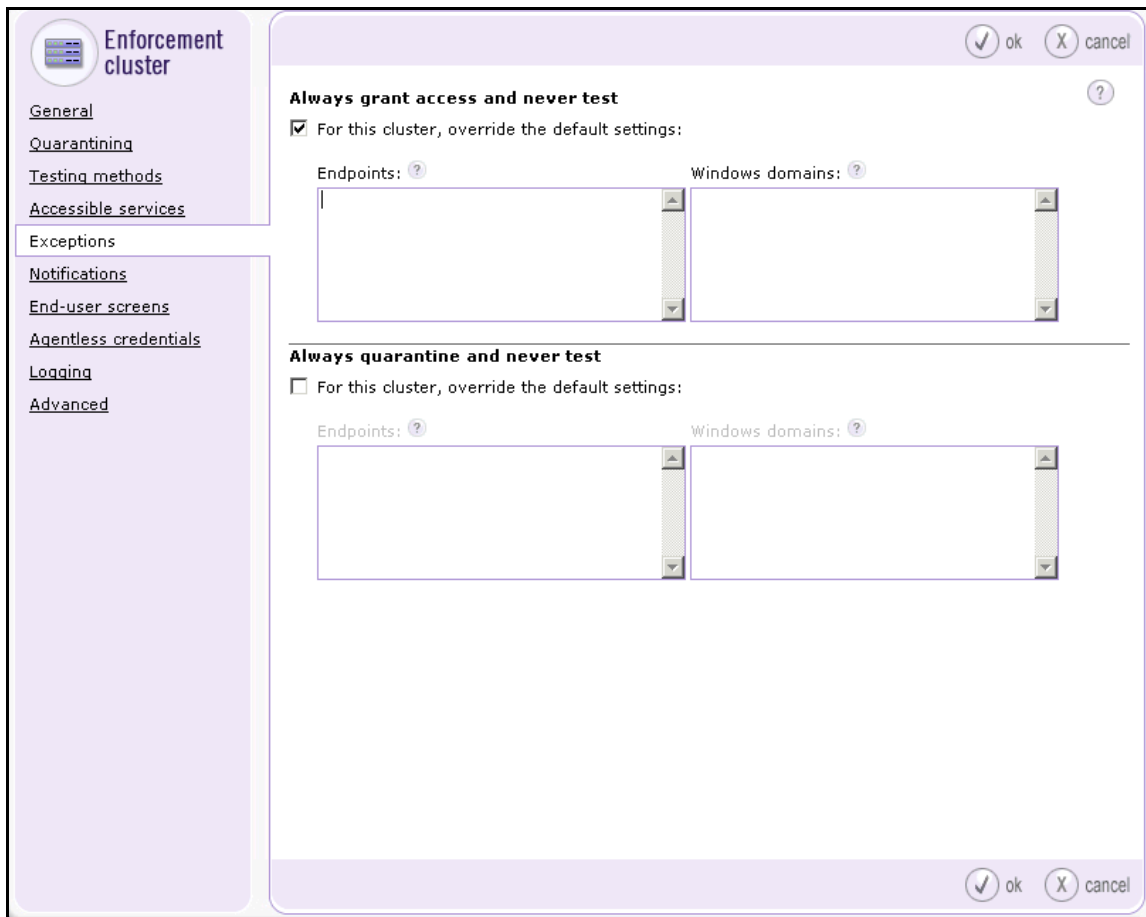 Enforcement
cluster
General
Quarantining
Testing methods
Accessible services
Exceptions
Notifications
End-user screens
Agentless credentials
Logging
Advanced
ok X cancel
Always grant access and never test ?
For this cluster, override the default settings:
Endpoints: ? Windows domains: ?
Always quarantine and never test
For this cluster, override the default settings:
Endpoints: ? Windows domains: ?
ok X cancel